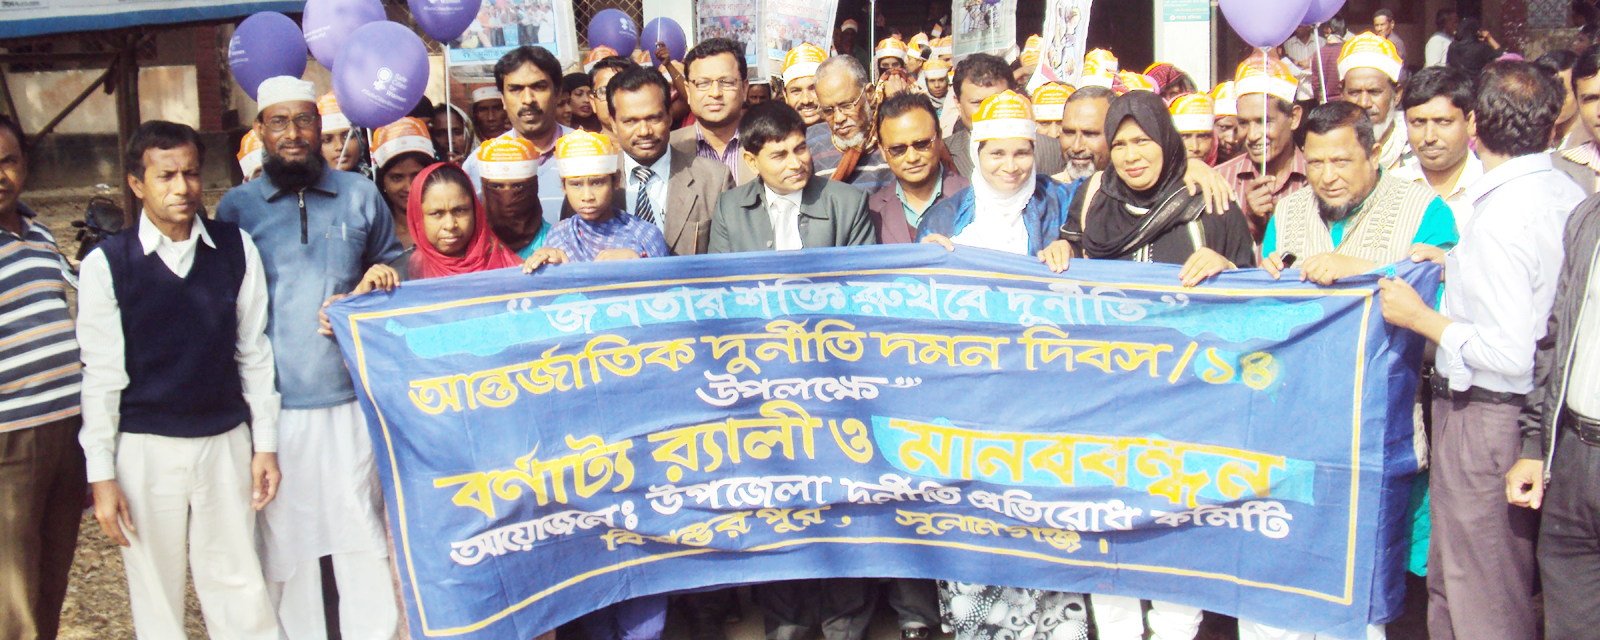 “জনতার শক্তি রুখবে দুর্নীতি”
আন্তর্জাতিক দুর্নীতি দমন দিবস/১৪
উপলক্ষে”’
বর্ণাঢ্য র‍্যালী ও মানববন্ধন
আয়োজনেঃ উপজেলা দুর্নীতি প্রতিরোধ কমিটি
বিশ্বম্ভরপুর, সুনামগঞ্জ।